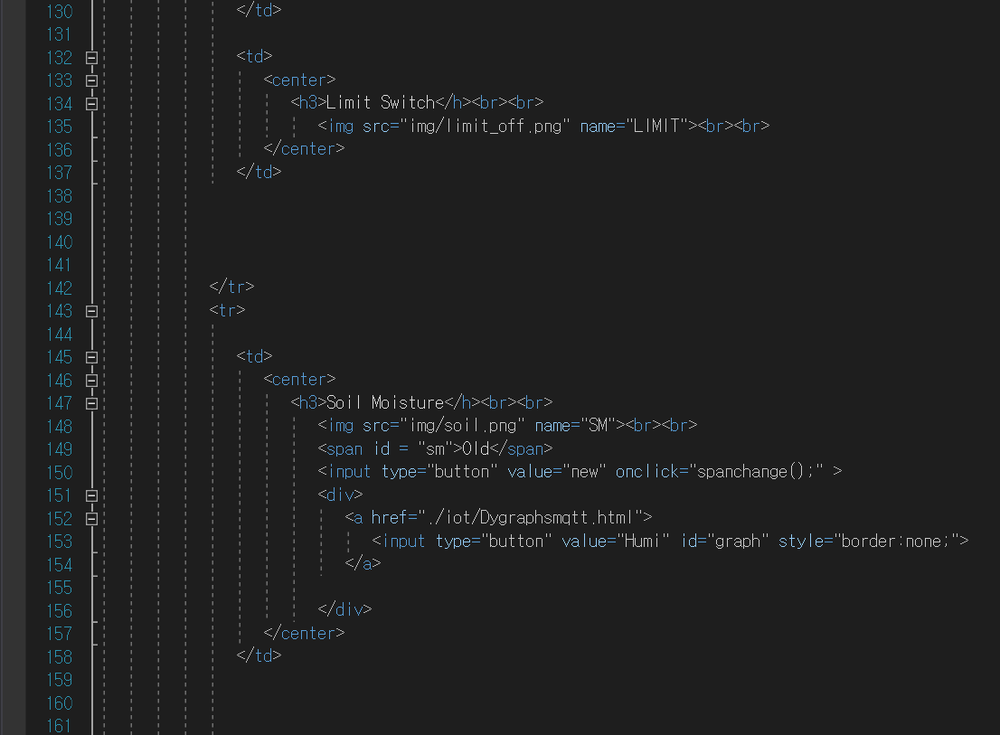 130 </td>
131
132 <td>
133 <center>
134 <h3>Limit Switch</h><br><br>
135 <img src="img/limit_off.png" name="LIMIT"><br><br>
136 </center>
137 </td>
138
139
140
141
142 </tr>
143 <tr>
144
145 <td>
146 <center>
147 <h3>Soil Moisture</h><br><br>
148 <img src="img/soil.png" name="SM"><br><br>
149 <span id = "sm">Old</span>
150 <input type="button" value="new" onclick="spanchange();" >
151 <div>
152 <a href="./iot/Dygraphsmqtt.html">
153 <input type="button" value="Humi" id="graph" style="border:none;">
154 </a>
155
156 </div>
157 </center>
158 </td>
159
160
161